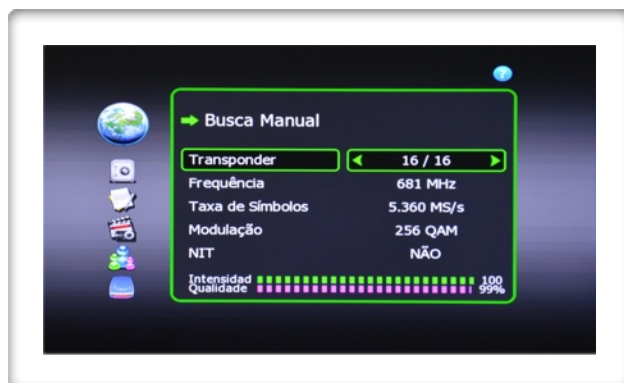 ?
Busca Manual
Transponder 16 / 16
Frequência 681 MHz
Taxa de Símbolos 5.360 MS/s
Modulação 256 QAM
NIT NÃO
Intensidad 100
Qualidade 99%